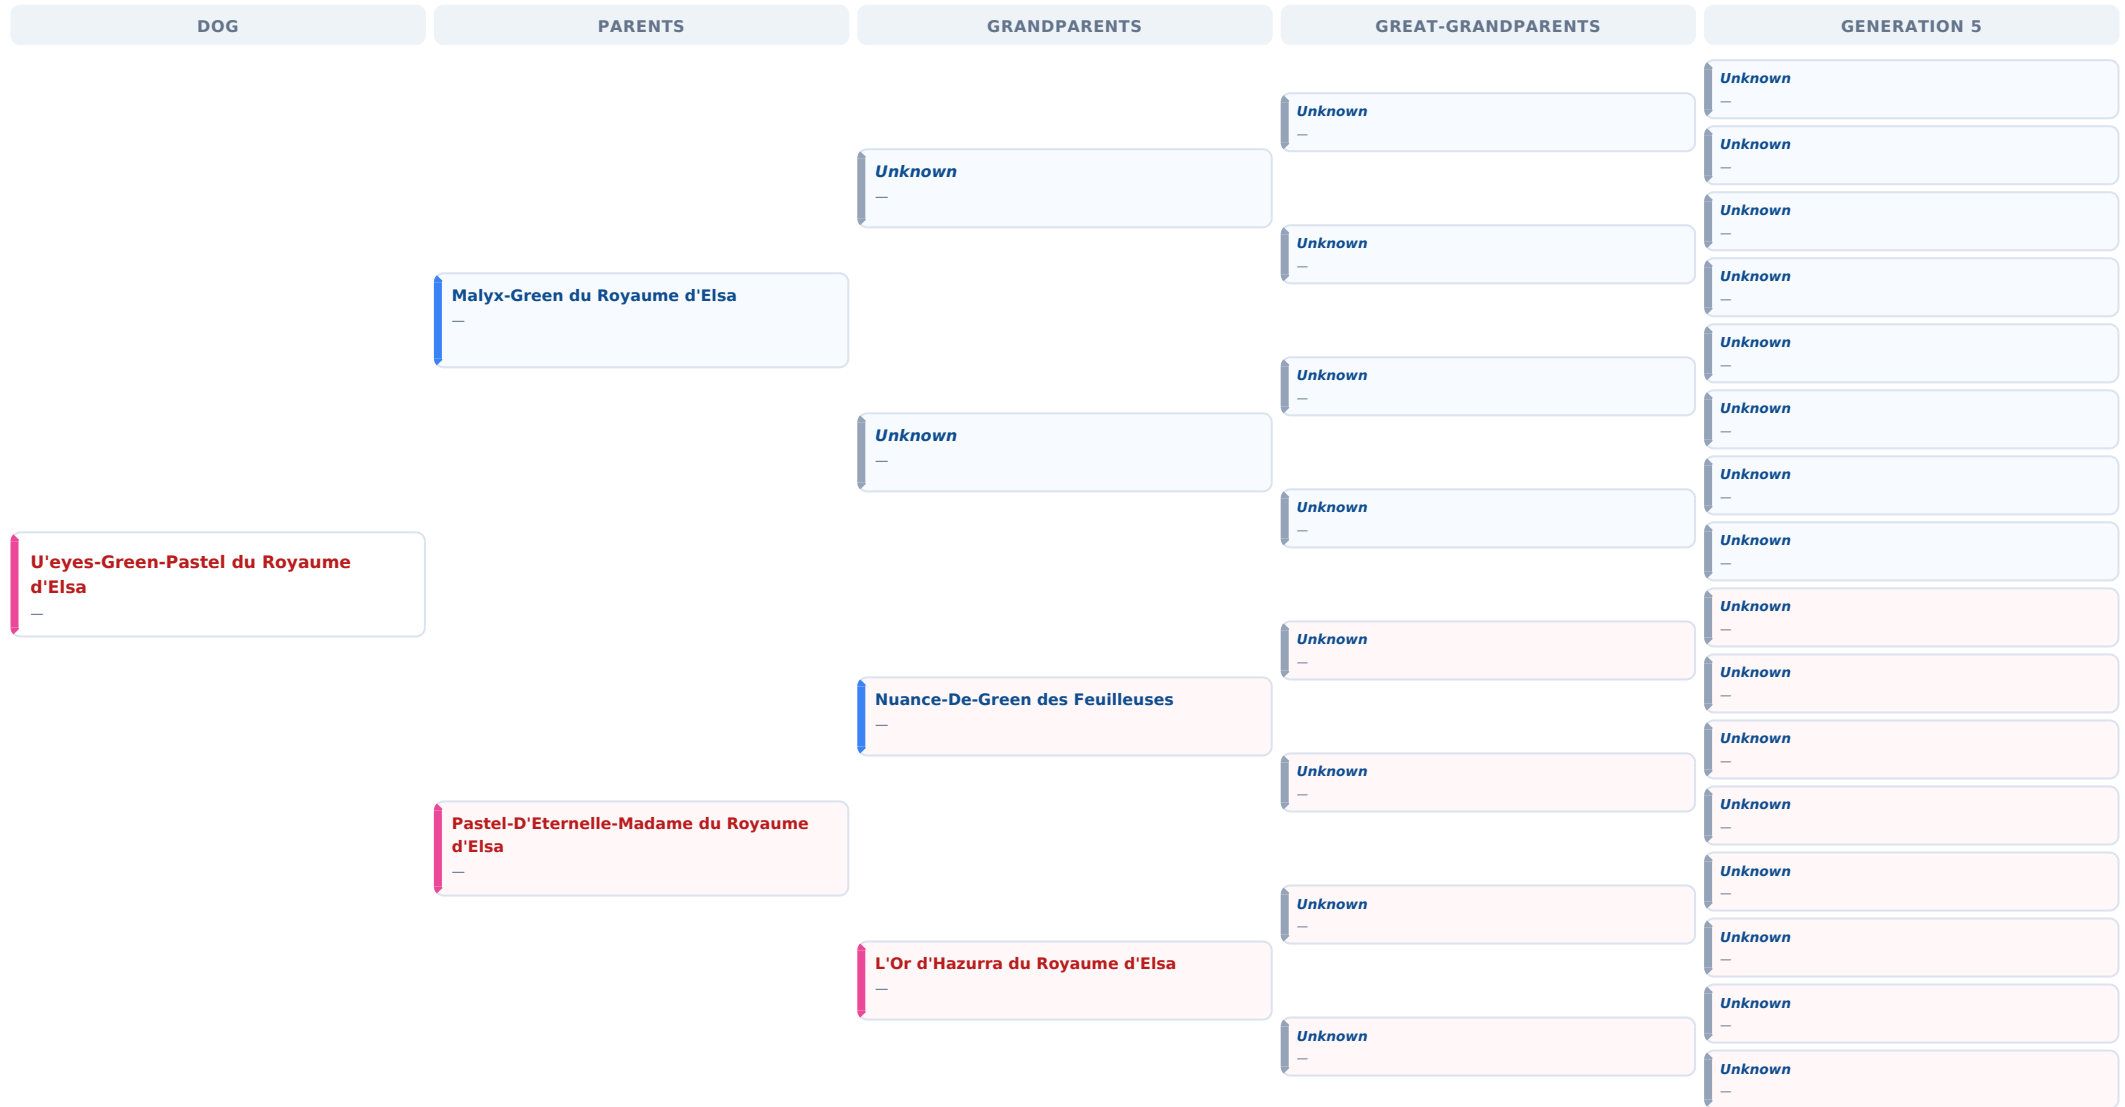 DOG
PARENTS
GRANDPARENTS
GREAT-GRANDPARENTS
GENERATION 5
U'eyes-Green-Pastel du Royaume
d'Elsa
—
Malyx-Green du Royaume d'Elsa
—
Pastel-D'Eternelle-Madame du Royaume
d'Elsa
—
Unknown
—
Unknown
—
Nuance-De-Green des Feuilleuses
—
L'Or d'Hazurra du Royaume d'Elsa
—
Unknown
—
Unknown
—
Unknown
—
Unknown
—
Unknown
—
Unknown
—
Unknown
—
Unknown
—
Unknown
—
Unknown
—
Unknown
—
Unknown
—
Unknown
—
Unknown
—
Unknown
—
Unknown
—
Unknown
—
Unknown
—
Unknown
—
Unknown
—
Unknown
—
Unknown
—
Unknown
—
Unknown
—